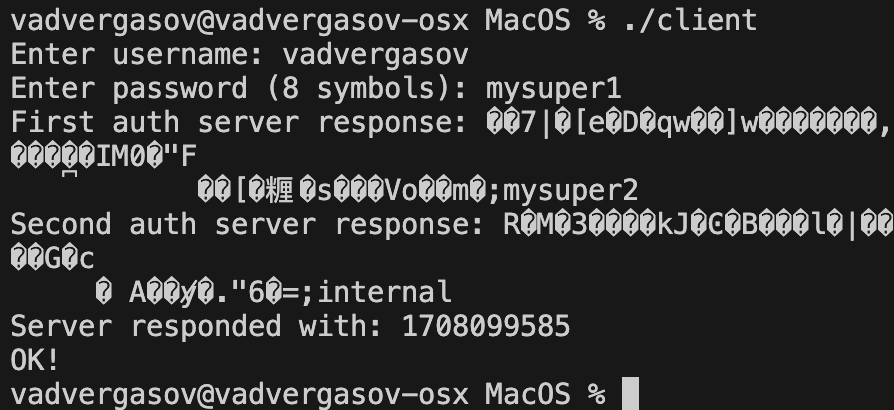 vadvergasov@vadvergasov-osx MacOS % ./client
Enter username: vadvergasov
Enter password (8 symbols): mysuper1
First auth server response: ��7|�[e�D�qw��]w�������,
�����IM0�"F
��[�糎�s���Vo��m�;mysuper2
Second auth server response: R�M�3����kJ�C�B���l�|��
��G�c
� A��y�."6�=;internal
Server responded with: 1708099585
OK!
vadvergasov@vadvergasov-osx MacOS %